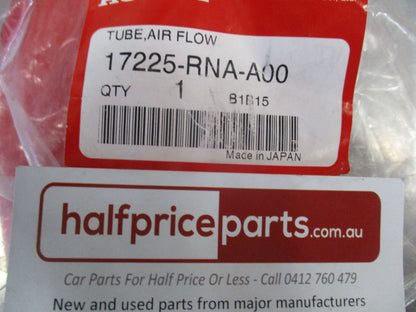 TUBE,AIR FLOW
17225-RNA-A00
QTY 1 B1B15
Made in JAPAN
halfpriceparts.com.au
Car Parts For Half Price Or Less - Call 0412 760 479
New and used parts from major manufacturers